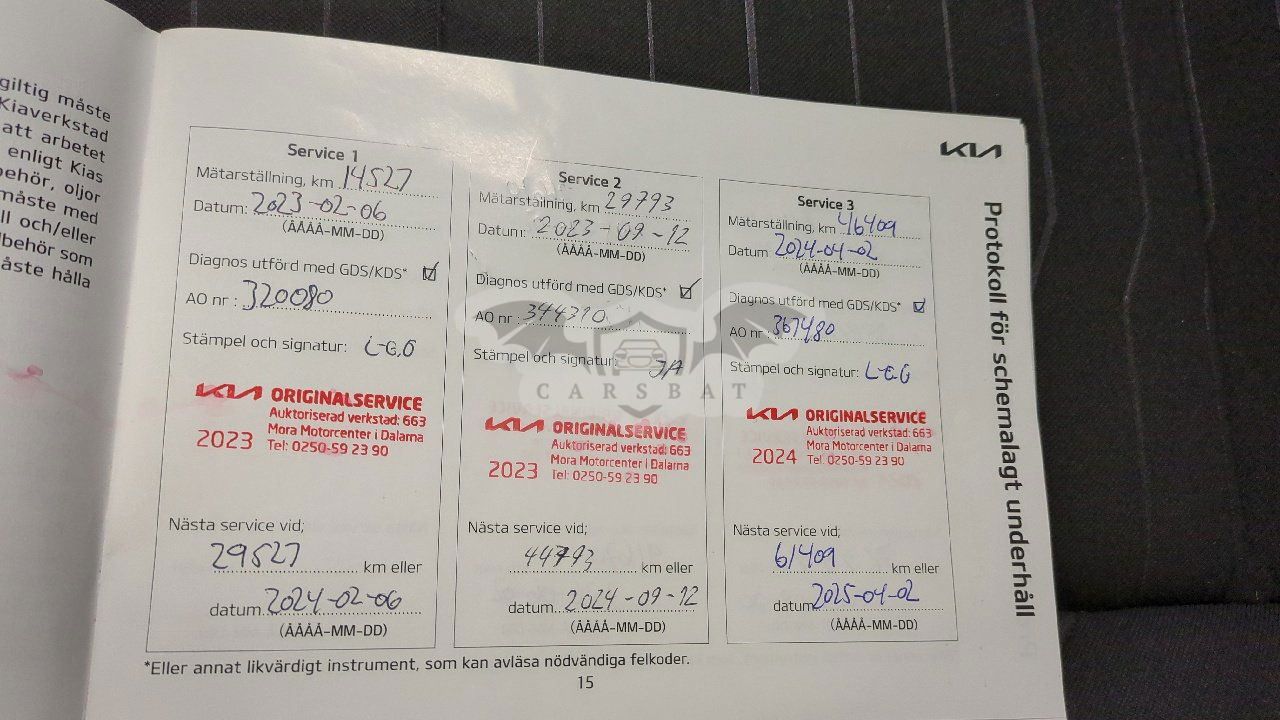 giltig måste
Kiaverkstad
att arbetet
enligt Kias
behör, oljor
måste med
ll och/eller
lbehör som
åste hålla
KIA
Protokoll för schemalagt underhåll
Service 1
Mätarställning, km 14527
Datum: 2023-02-06
(ÅÅÅÅ-MM-DD)
Diagnos utförd med GDS/KDS*
AO nr : 320080
Stämpel och signatur:
KIA ORIGINALSERVICE
Auktoriserad verkstad: 663
Mora Motorcenter i Dalarna
2023 Tel: 0250-59 23 90
Nästa service vid;
29527 km eller
datum 2024-02-06
(ÅÅÅÅ-MM-DD)
Service 2
Mätarställning, km 29793
Datum: 2023-09-12
(ÅÅÅÅ-MM-DD)
Diagnos utförd med GDS/KDS*
AO nr : 344310
Stämpel och signatur: JA
KIA ORIGINALSERVICE
Auktoriserad verkstad: 663
Mora Motorcenter i Dalarna
2023 Tel: 0250-59 23 90
Nästa service vid;
44793 km eller
datum 2024-09-12
(ÅÅÅÅ-MM-DD)
Service 3
Mätarställning, km 46409
Datum 2024-04-02
(ÅÅÅÅ-MM-DD)
Diagnos utförd med GDS/KDS*
AO nr : 367480
Stämpel och signatur:
KIA ORIGINALSERVICE
Auktoriserad verkstad: 663
Mora Motorcenter i Dalarna
2024 Tel: 0250-59 23 90
Nästa service vid;
61409 km eller
datum 2025-04-02
(ÅÅÅÅ-MM-DD)
*Eller annat likvärdigt instrument, som kan avläsa nödvändiga felkoder.
15
CARSBAT